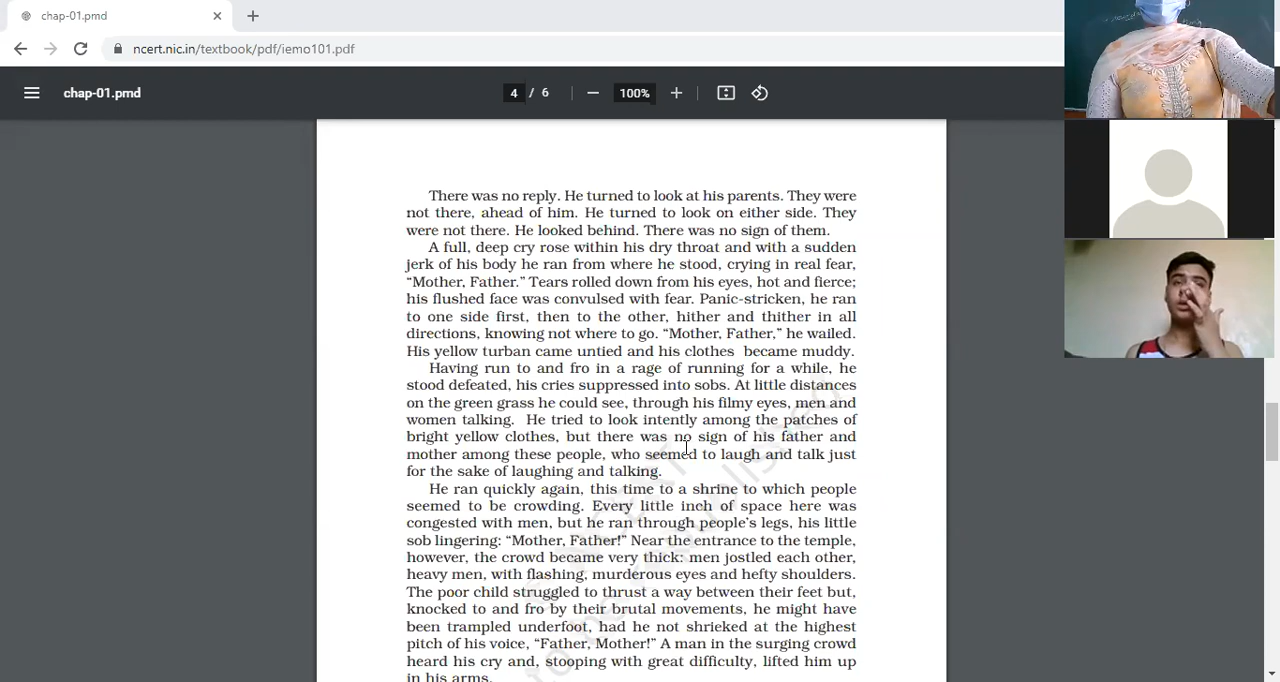 chap-01.pmd
ncert.nic.in/textbook/pdf/iemo101.pdf
chap-01.pmd
4 / 6
100%
There was no reply. He turned to look at his parents. They were
not there, ahead of him. He turned to look on either side. They
were not there. He looked behind. There was no sign of them.
A full, deep cry rose within his dry throat and with a sudden
jerk of his body he ran from where he stood, crying in real fear,
“Mother, Father.” Tears rolled down from his eyes, hot and fierce;
his flushed face was convulsed with fear. Panic-stricken, he ran
to one side first, then to the other, hither and thither in all
directions, knowing not where to go. “Mother, Father,” he wailed.
His yellow turban came untied and his clothes became muddy.
Having run to and fro in a rage of running for a while, he
stood defeated, his cries suppressed into sobs. At little distances
on the green grass he could see, through his filmy eyes, men and
women talking. He tried to look intently among the patches of
bright yellow clothes, but there was no sign of his father and
mother among these people, who seemed to laugh and talk just
for the sake of laughing and talking.
He ran quickly again, this time to a shrine to which people
seemed to be crowding. Every little inch of space here was
congested with men, but he ran through people’s legs, his little
sob lingering: “Mother, Father!” Near the entrance to the temple,
however, the crowd became very thick: men jostled each other,
heavy men, with flashing, murderous eyes and hefty shoulders.
The poor child struggled to thrust a way between their feet but,
knocked to and fro by their brutal movements, he might have
been trampled underfoot, had he not shrieked at the highest
pitch of his voice, “Father, Mother!” A man in the surging crowd
heard his cry and, stooping with great difficulty, lifted him up
in his arms.